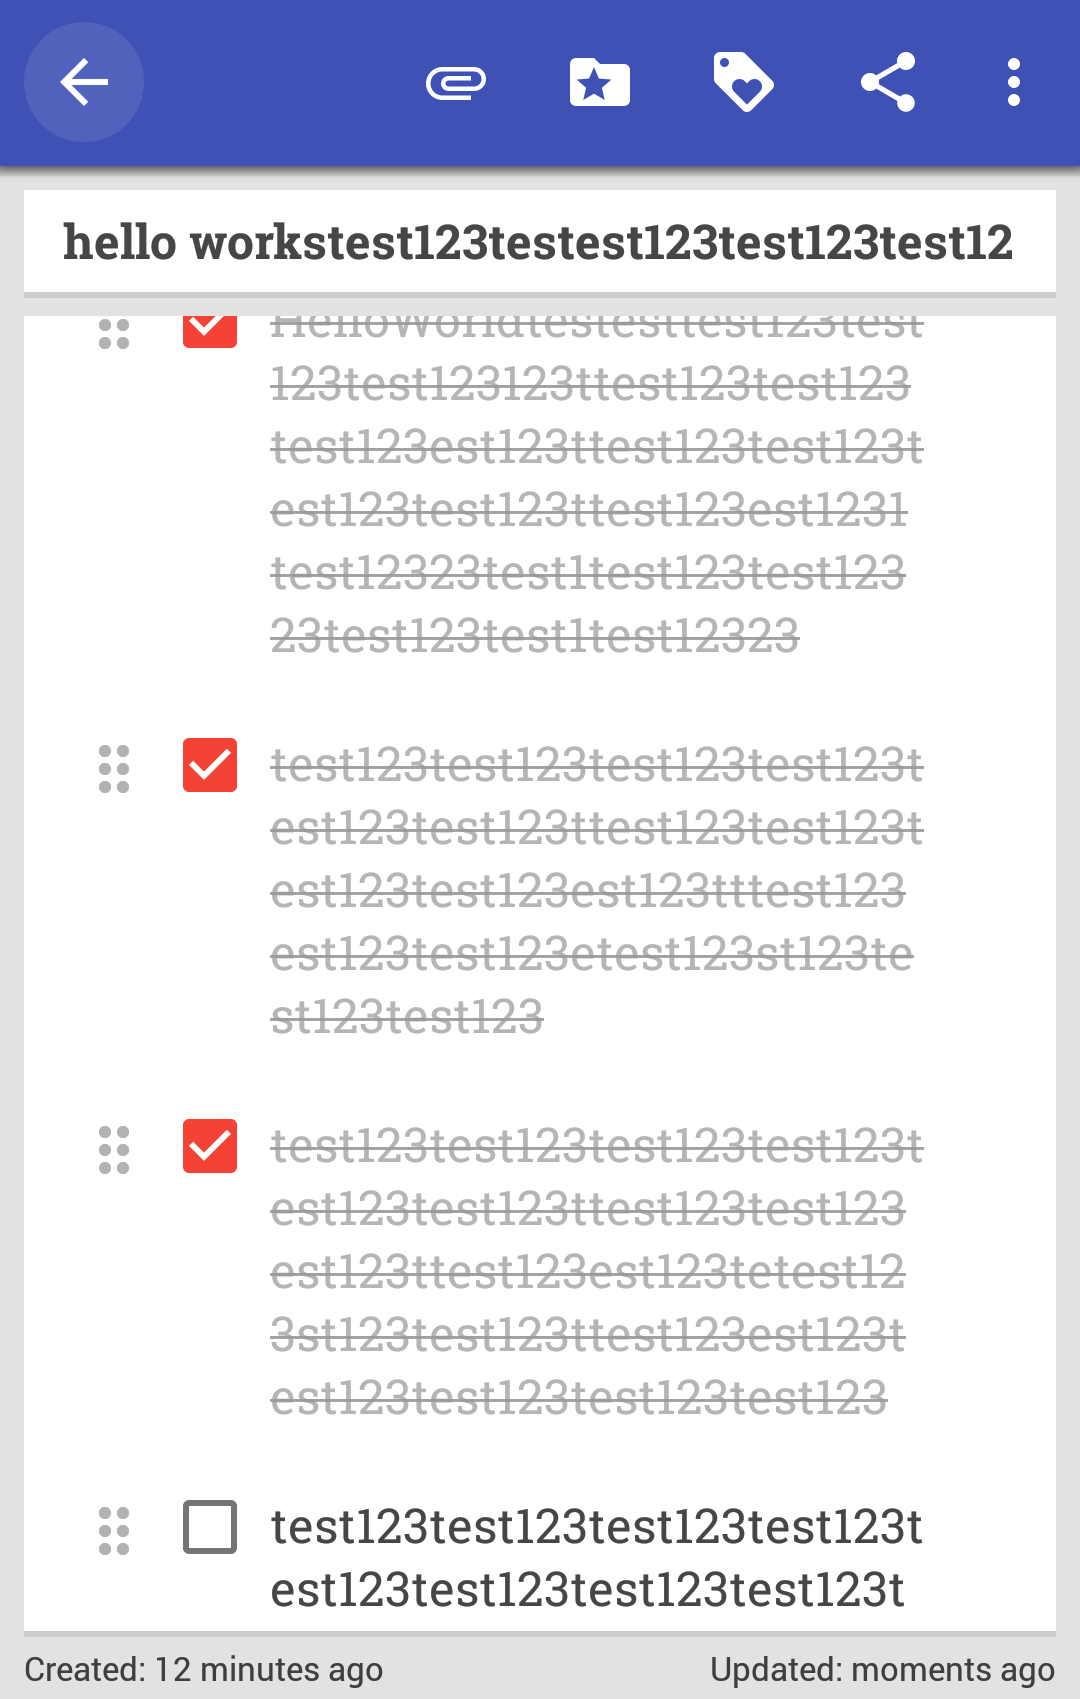 hello workstest123testest123test123test12
HelloWorldtestesttest123test
123test123123ttest123test123
test123est123ttest123test123t
est123test123ttest123est1231
test12323test1test123test123
23test123test1test12323
test123test123test123test123t
est123test123ttest123test123t
est123test123est123tttest123
est123test123etest123st123te
st123test123
test123test123test123test123t
est123test123ttest123test123
est123ttest123est123tetest12
3st123test123ttest123est123t
est123test123test123test123
test123test123test123test123t
est123test123test123test123t
Created: 12 minutes ago
Updated: moments ago